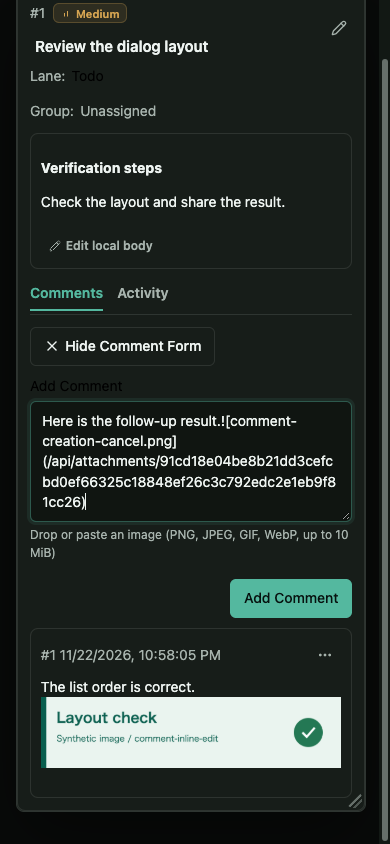 #1 Medium
Review the dialog layout
Lane: Todo
Group: Unassigned
Verification steps
Check the layout and share the result.
Edit local body
Comments Activity
Hide Comment Form
Add Comment
Here is the follow-up result.![comment-
creation-cancel.png]
(/api/attachments/91cd18e04be8b21dd3cefc
bd0ef66325c18848ef26c3c792edc2e1eb9f8
1cc26)
Drop or paste an image (PNG, JPEG, GIF, WebP, up to 10
MiB)
Add Comment
#1 11/22/2026, 10:58:05 PM
The list order is correct.
Layout check
Synthetic image / comment-inline-edit